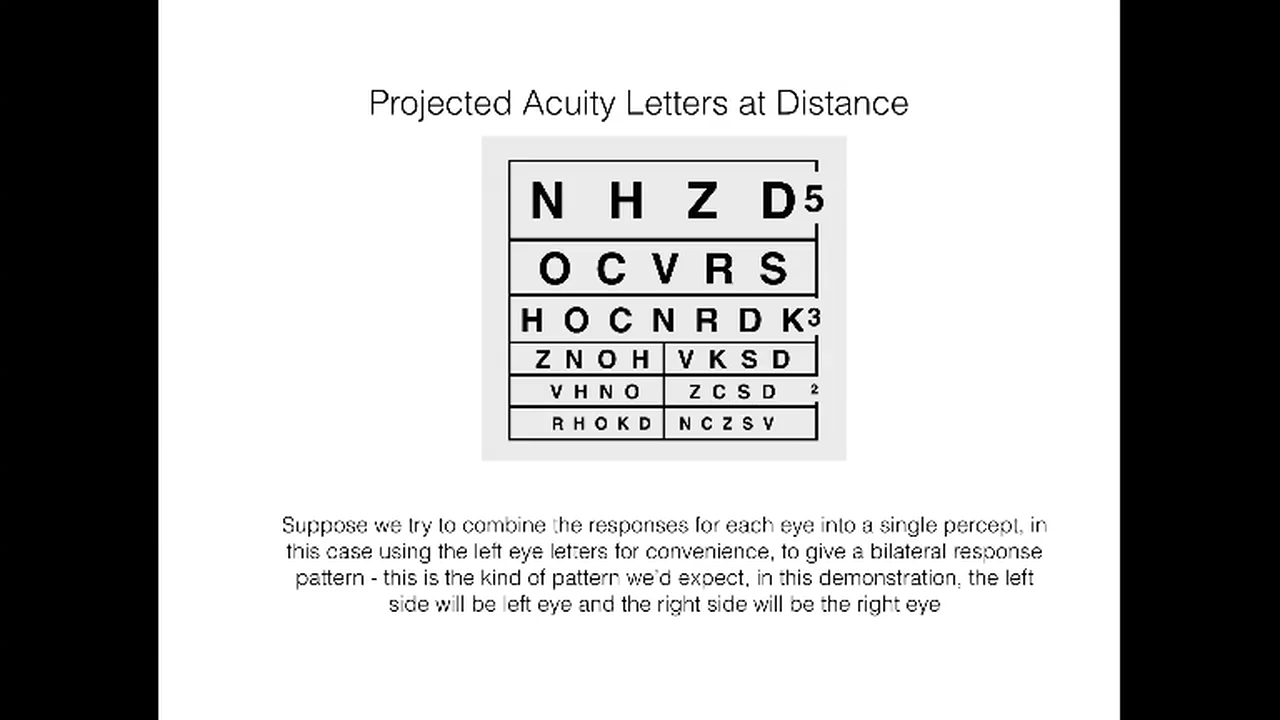 Projected Acuity Letters at Distance
N H Z D 5
O C V R S
H O C N R D K 3
Z N O H V K S D
V H N O Z C S D 2
R H O K D N C Z S V
Suppose we try to combine the responses for each eye into a single percept, in
this case using the left eye letters for convenience, to give a bilateral response
pattern - this is the kind of pattern we'd expect, in this demonstration, the left
side will be left eye and the right side will be the right eye